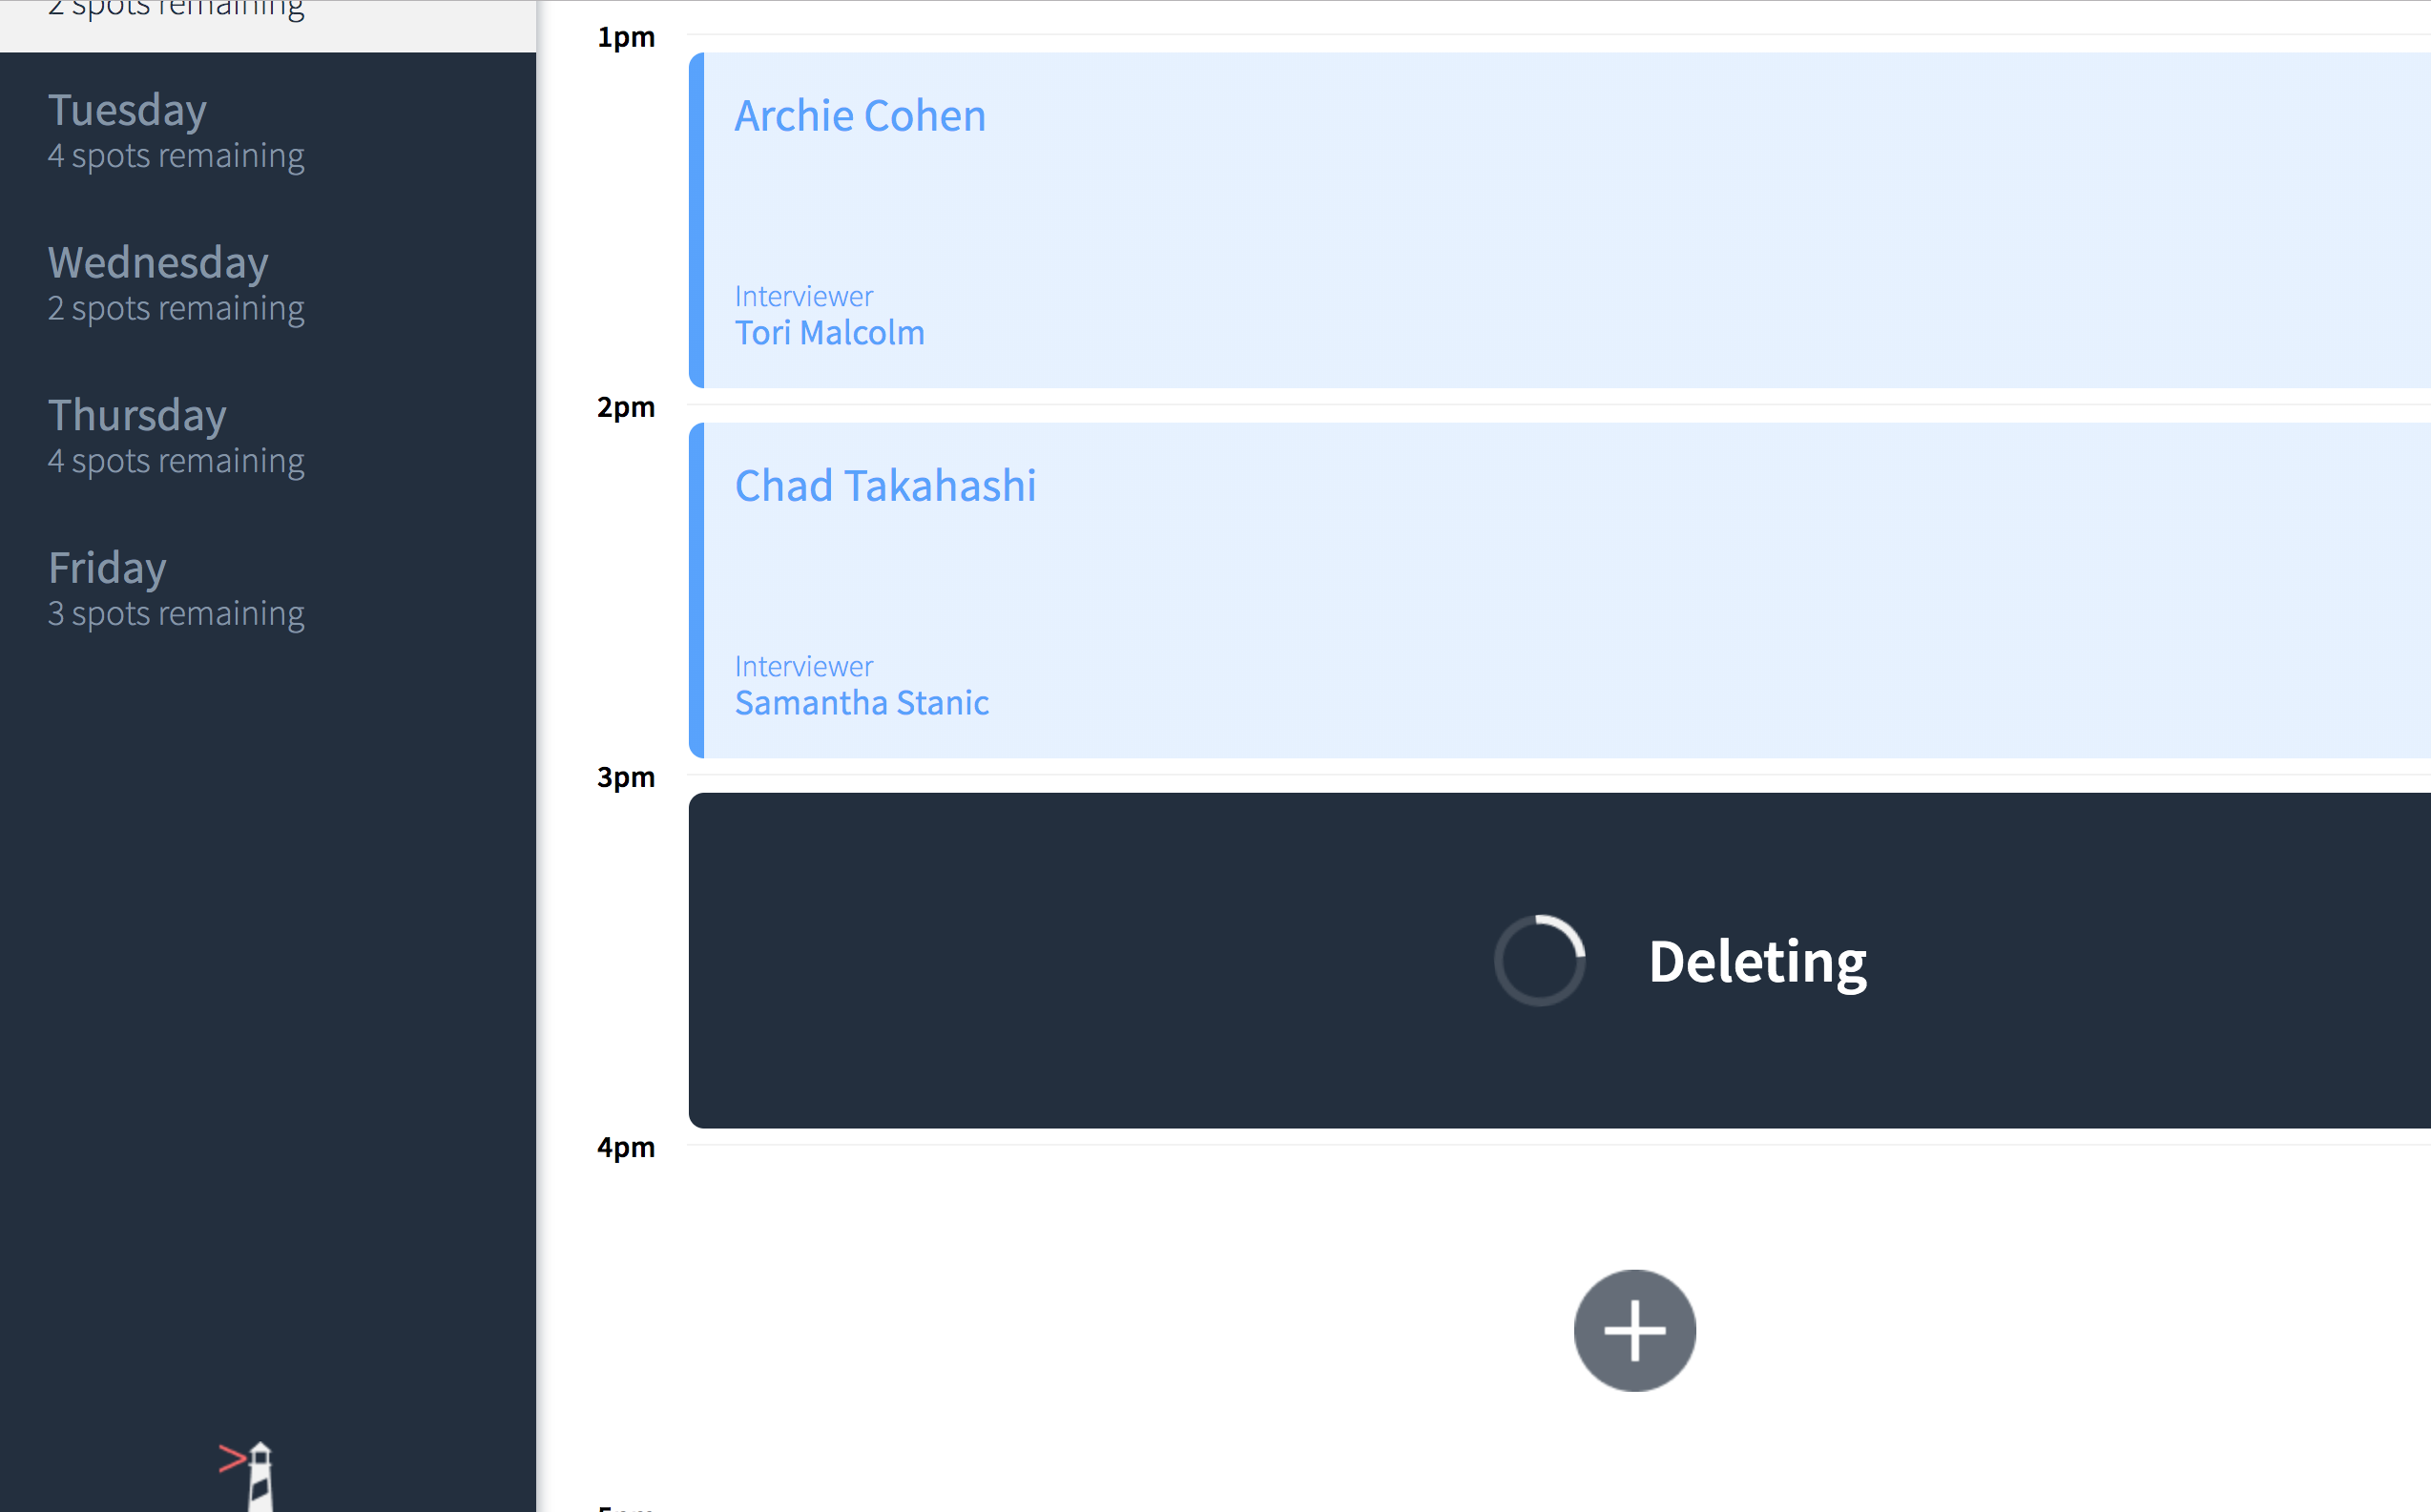 2 spots remaining
Tuesday
4 spots remaining
Wednesday
2 spots remaining
Thursday
4 spots remaining
Friday
3 spots remaining
1pm
Archie Cohen
Interviewer
Tori Malcolm
2pm
Chad Takahashi
Interviewer
Samantha Stanic
3pm
Deleting
4pm